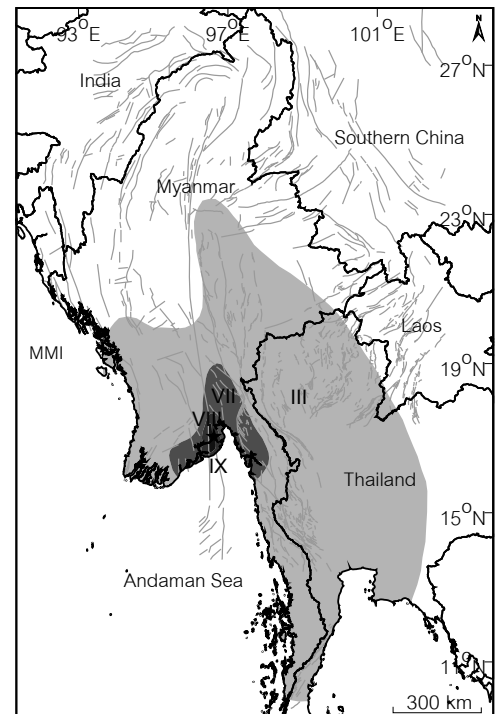 93°E 97°E 101°E
27°N
India
Southern China
Myanmar
23°N
Laos
MMI
19°N
VII
III
VIII
IX
Thailand
15°N
Andaman Sea
11°N
300 km